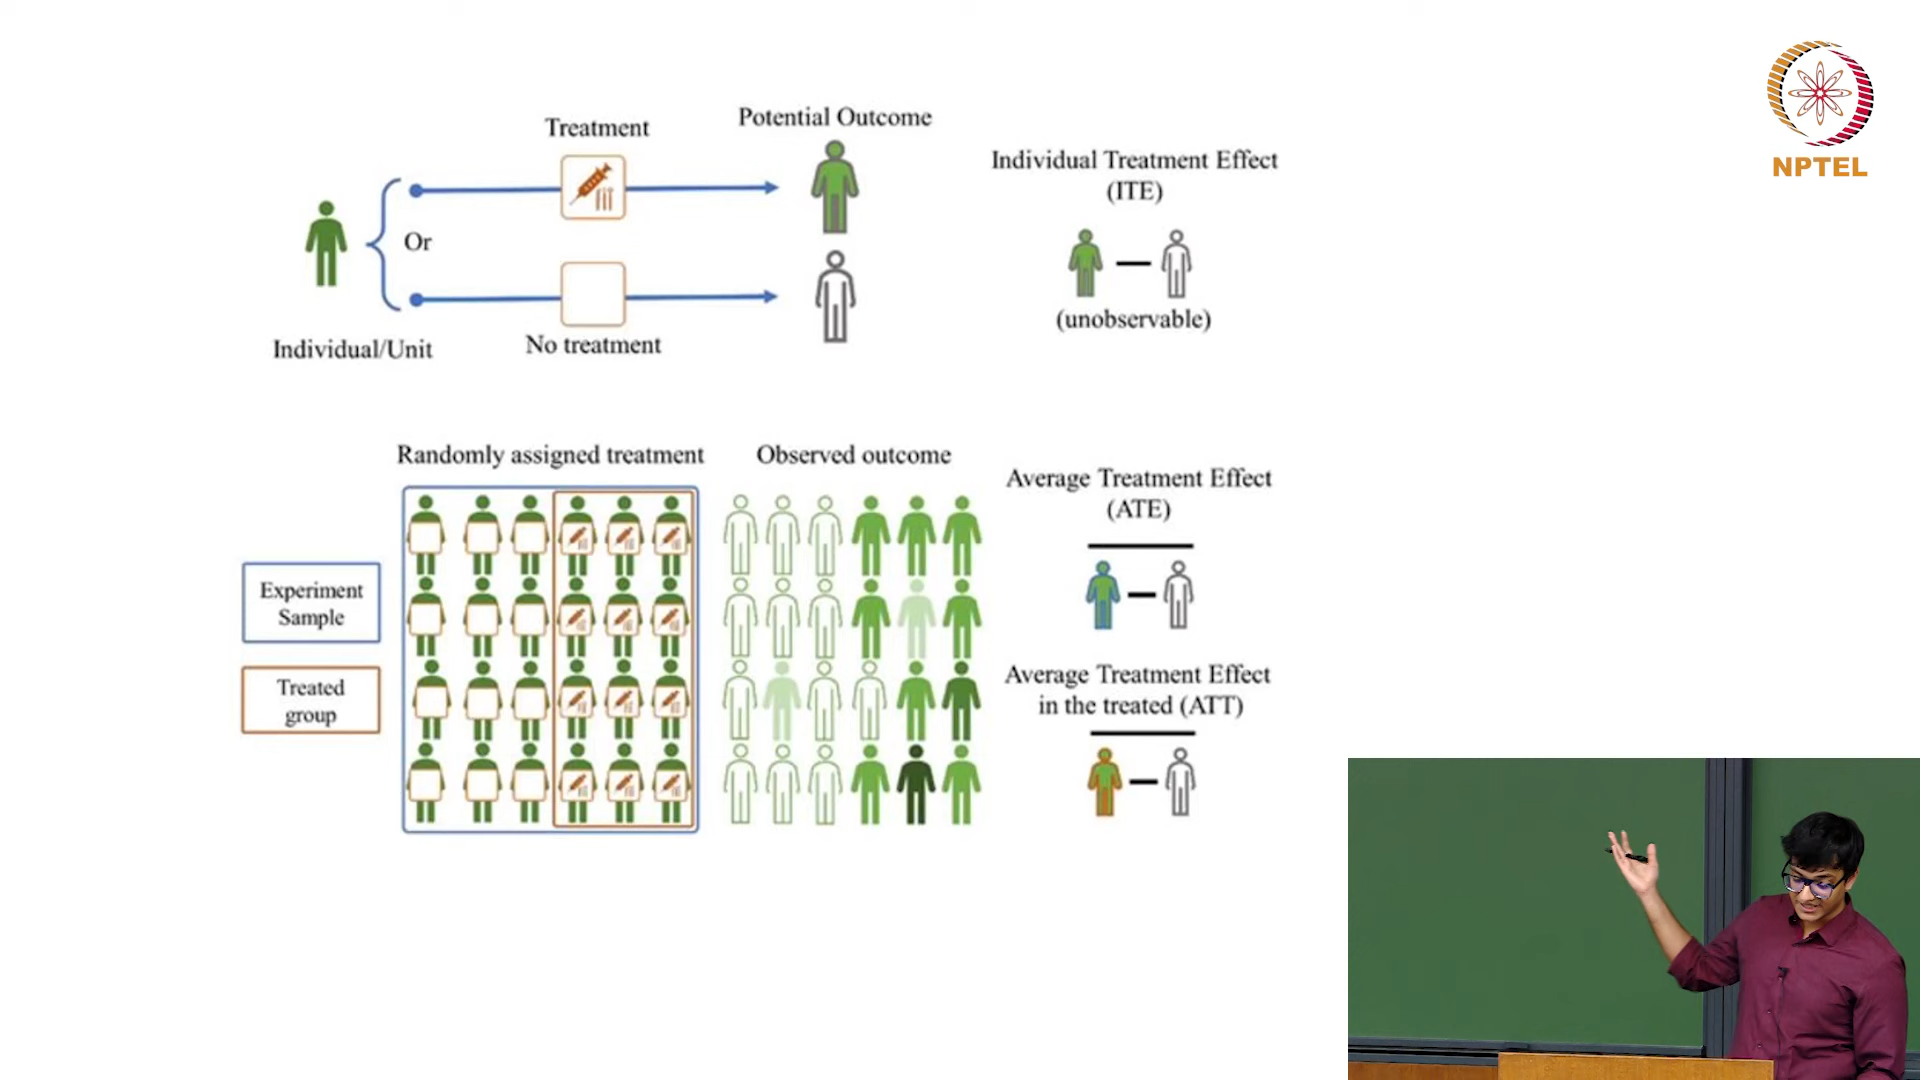 Treatment
Potential Outcome
Individual Treatment Effect
(ITE)
NPTEL
Or
(unobservable)
Individual/Unit
No treatment
Randomly assigned treatment
Observed outcome
Average Treatment Effect
(ATE)
Experiment
Sample
Treated
group
Average Treatment Effect
in the treated (ATT)